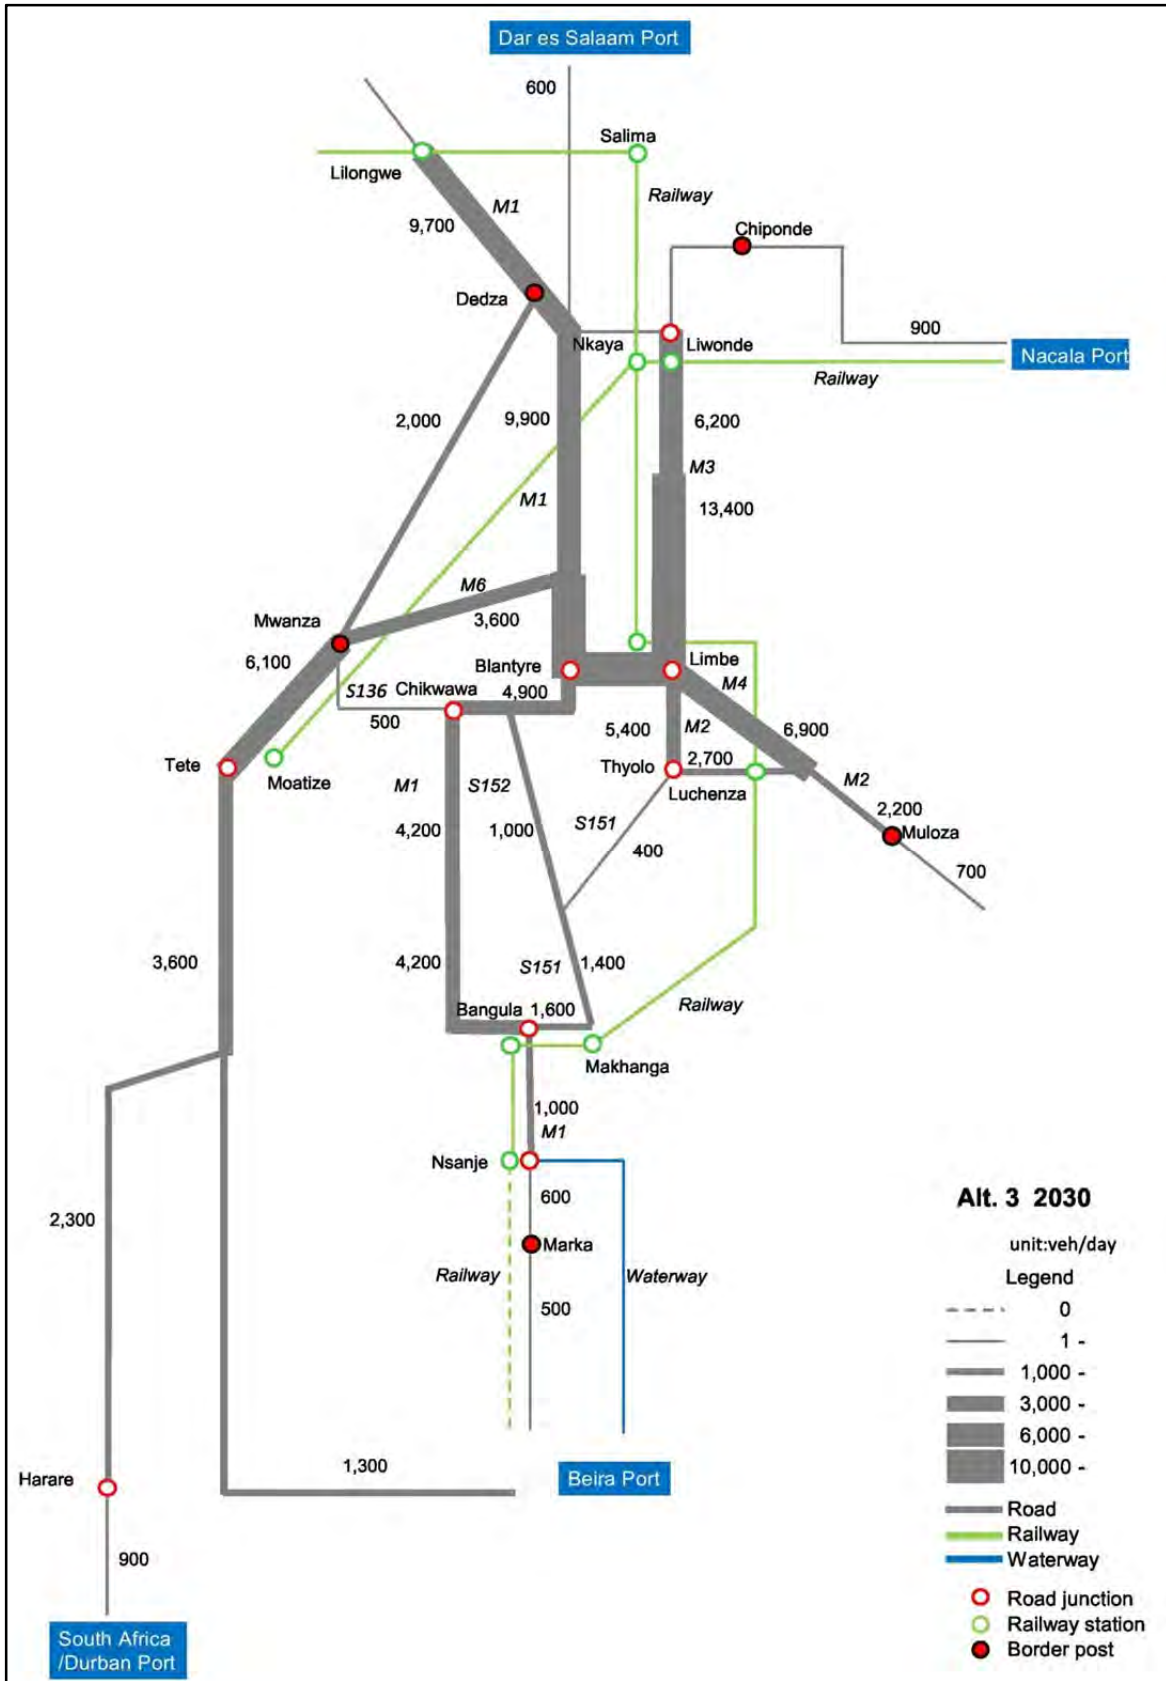 Dar es Salaam Port
600
Salima
Lilongwe
M1
Railway
9,700
Chiponde
Dedza
900
Nkaya
Liwonde
Nacala Port
Railway
2,000
9,900
6,200
M3
M1
13,400
M6
3,600
Mwanza
6,100
Blantyre
Limbe
M4
S136
Chikwawa
4,900
500
5,400
M2
6,900
Tete
Moatize
Thyolo
2,700
Luchenza
M2
M1
S152
2,200
Muloza
4,200
1,000
S151
400
700
3,600
4,200
S151
1,400
Bangula
1,600
Railway
Makhanga
1,000
M1
Nsanje
600
2,300
Marka
Railway
Waterway
500
1,300
Beira Port
Harare
900
South Africa
/Durban Port
Alt. 3 2030
unit:veh/day
Legend
0
1 -
1,000 -
3,000 -
6,000 -
10,000 -
Road
Railway
Waterway
Road junction
Railway station
Border post